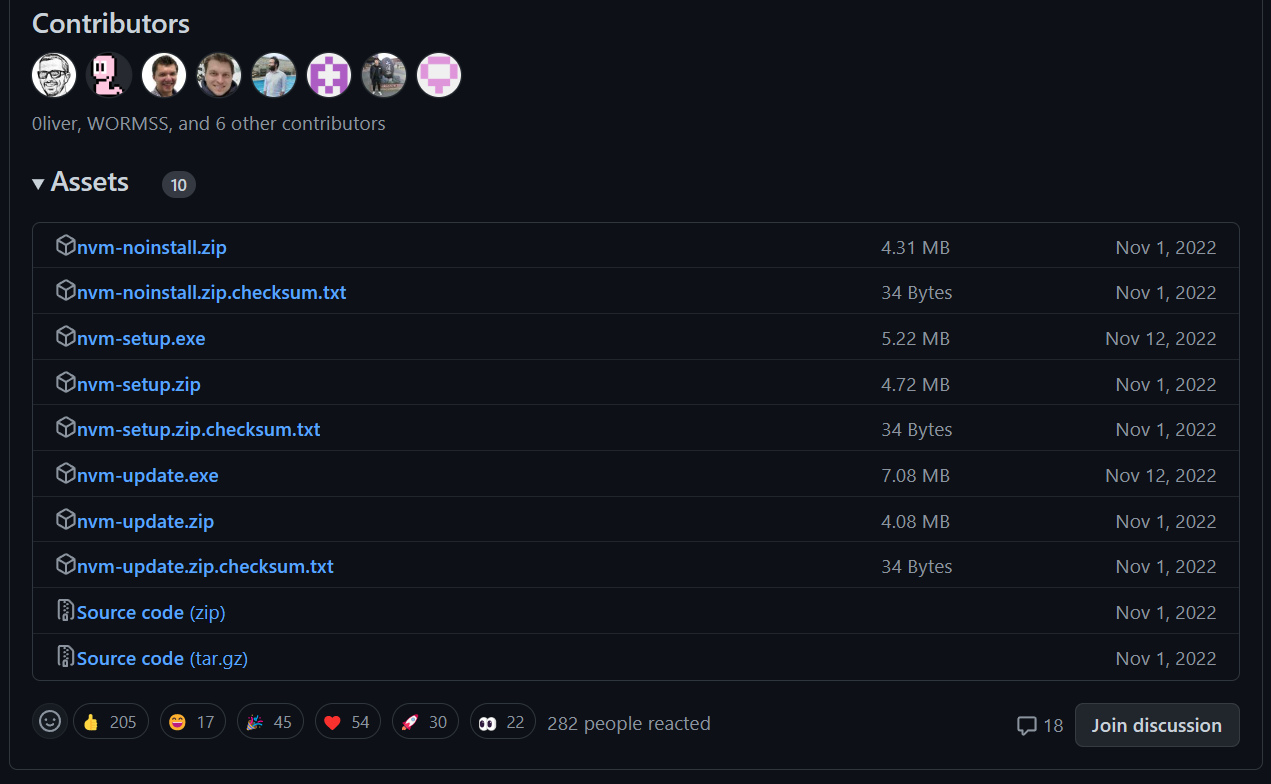 Contributors
0liver, WORMSS, and 6 other contributors
Assets 10
nvm-noinstall.zip 4.31 MB Nov 1, 2022
nvm-noinstall.zip.checksum.txt 34 Bytes Nov 1, 2022
nvm-setup.exe 5.22 MB Nov 12, 2022
nvm-setup.zip 4.72 MB Nov 1, 2022
nvm-setup.zip.checksum.txt 34 Bytes Nov 1, 2022
nvm-update.exe 7.08 MB Nov 12, 2022
nvm-update.zip 4.08 MB Nov 1, 2022
nvm-update.zip.checksum.txt 34 Bytes Nov 1, 2022
Source code (zip) Nov 1, 2022
Source code (tar.gz) Nov 1, 2022
205 17 45 54 30 22 282 people reacted 18 Join discussion